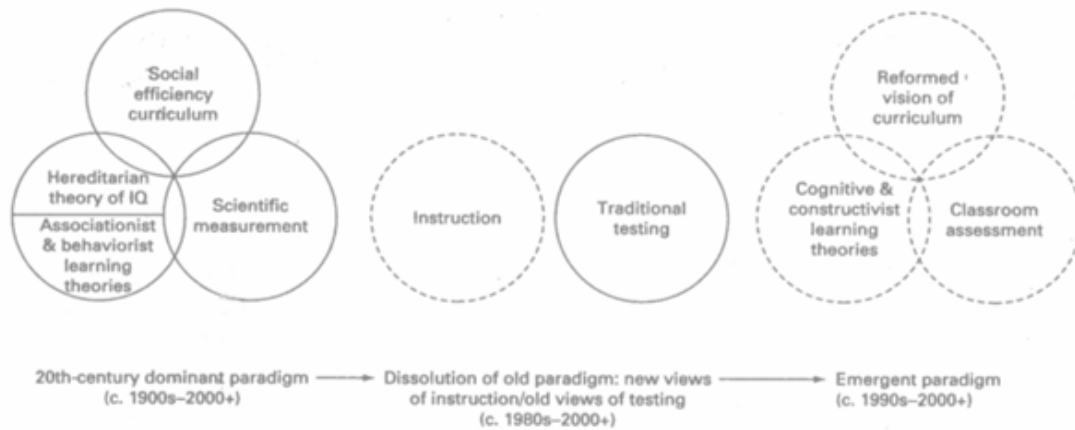 Social
efficiency
curriculum
Hereditarian
theory of IQ
Associationist
& behaviorist
learning
theories
Scientific
measurement
Instruction
Traditional
testing
Reformed
vision of
curriculum
Cognitive &
constructivist
learning
theories
Classroom
assessment
20th-century dominant paradigm
(c. 1900s–2000+)
Dissolution of old paradigm: new views
of instruction/old views of testing
(c. 1980s–2000+)
Emergent paradigm
(c. 1990s–2000+)